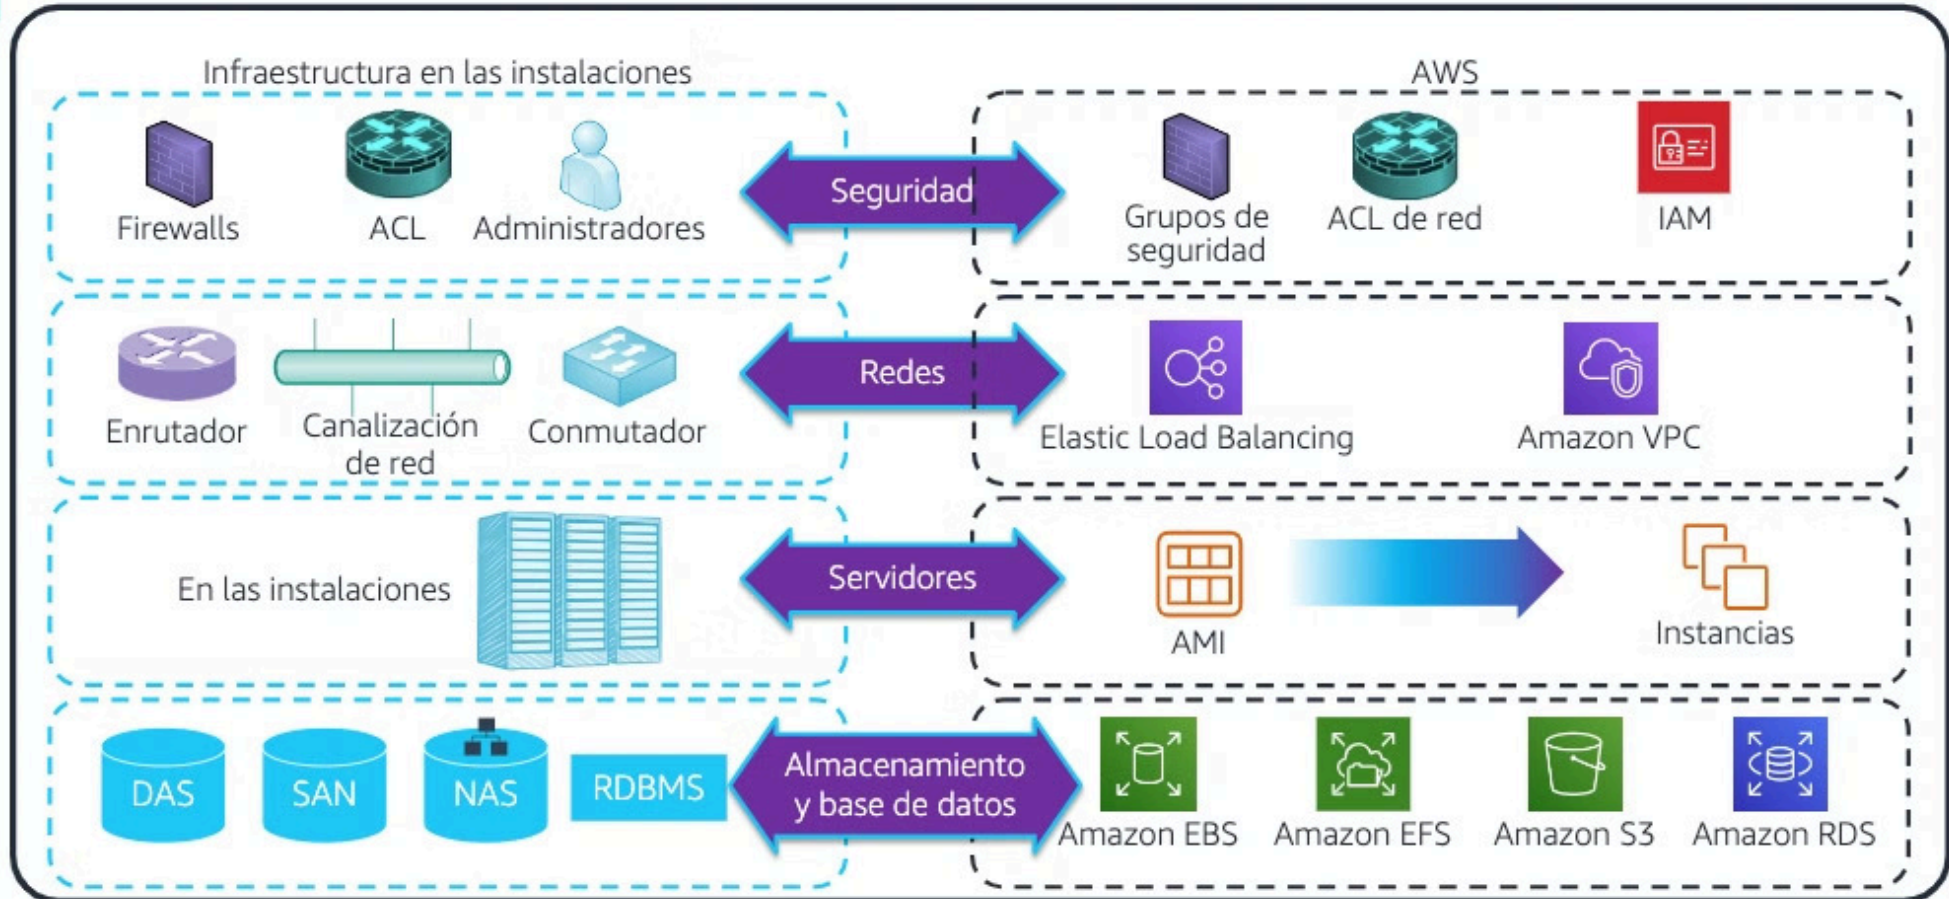 Infraestructura en las instalaciones
AWS
Firewalls
ACL
Administradores
Seguridad
Grupos de
seguridad
ACL de red
IAM
Enrutador
Canalización
de red
Conmutador
Redes
Elastic Load Balancing
Amazon VPC
En las instalaciones
Servidores
AMI
Instancias
DAS
SAN
NAS
RDBMS
Almacenamiento
y base de datos
Amazon EBS
Amazon EFS
Amazon S3
Amazon RDS